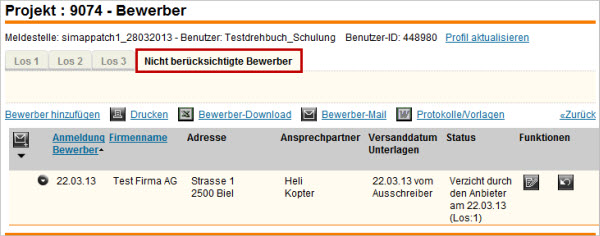 Projekt : 9074 - Bewerber
Meldestelle: simappatch1_28032013 - Benutzer: Testdrehbuch_Schulung Benutzer-ID: 448980 Profil aktualisieren
Los 1 Los 2 Los 3 Nicht berücksichtigte Bewerber
Bewerber hinzufügen Drucken Bewerber-Download Bewerber-Mail Protokolle/Vorlagen «Zurück
Anmeldung Firmenname Adresse Ansprechpartner Versanddatum Status Funktionen
Bewerber Unterlagen
22.03.13 Test Firma AG Strasse 1 Heli 22.03.13 vom Verzicht durch
2500 Biel Kopter Ausschreiber den Anbieter
am 22.03.13
(Los:1)